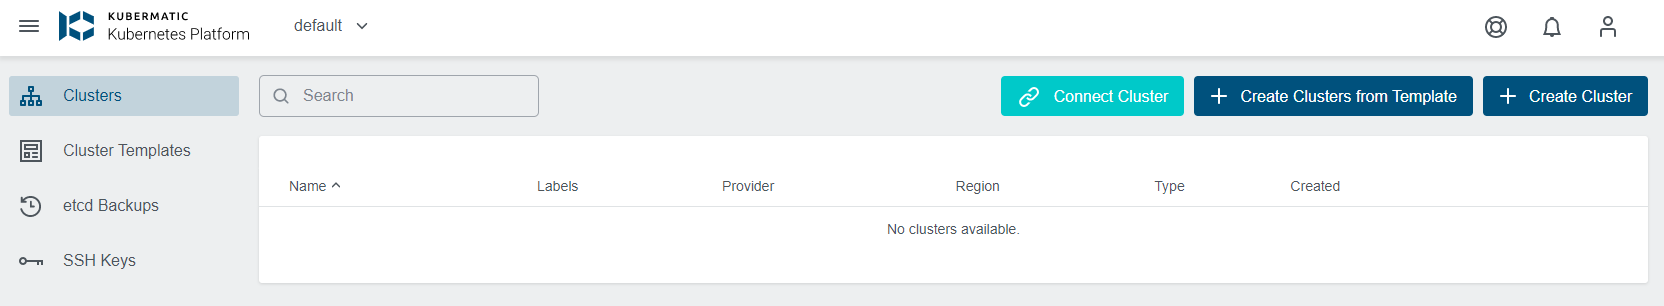 KUBERMATIC
Kubernetes Platform
default
Clusters
Search
Connect Cluster
Create Clusters from Template
Create Cluster
Cluster Templates
Name Labels Provider Region Type Created
etcd Backups
No clusters available.
SSH Keys